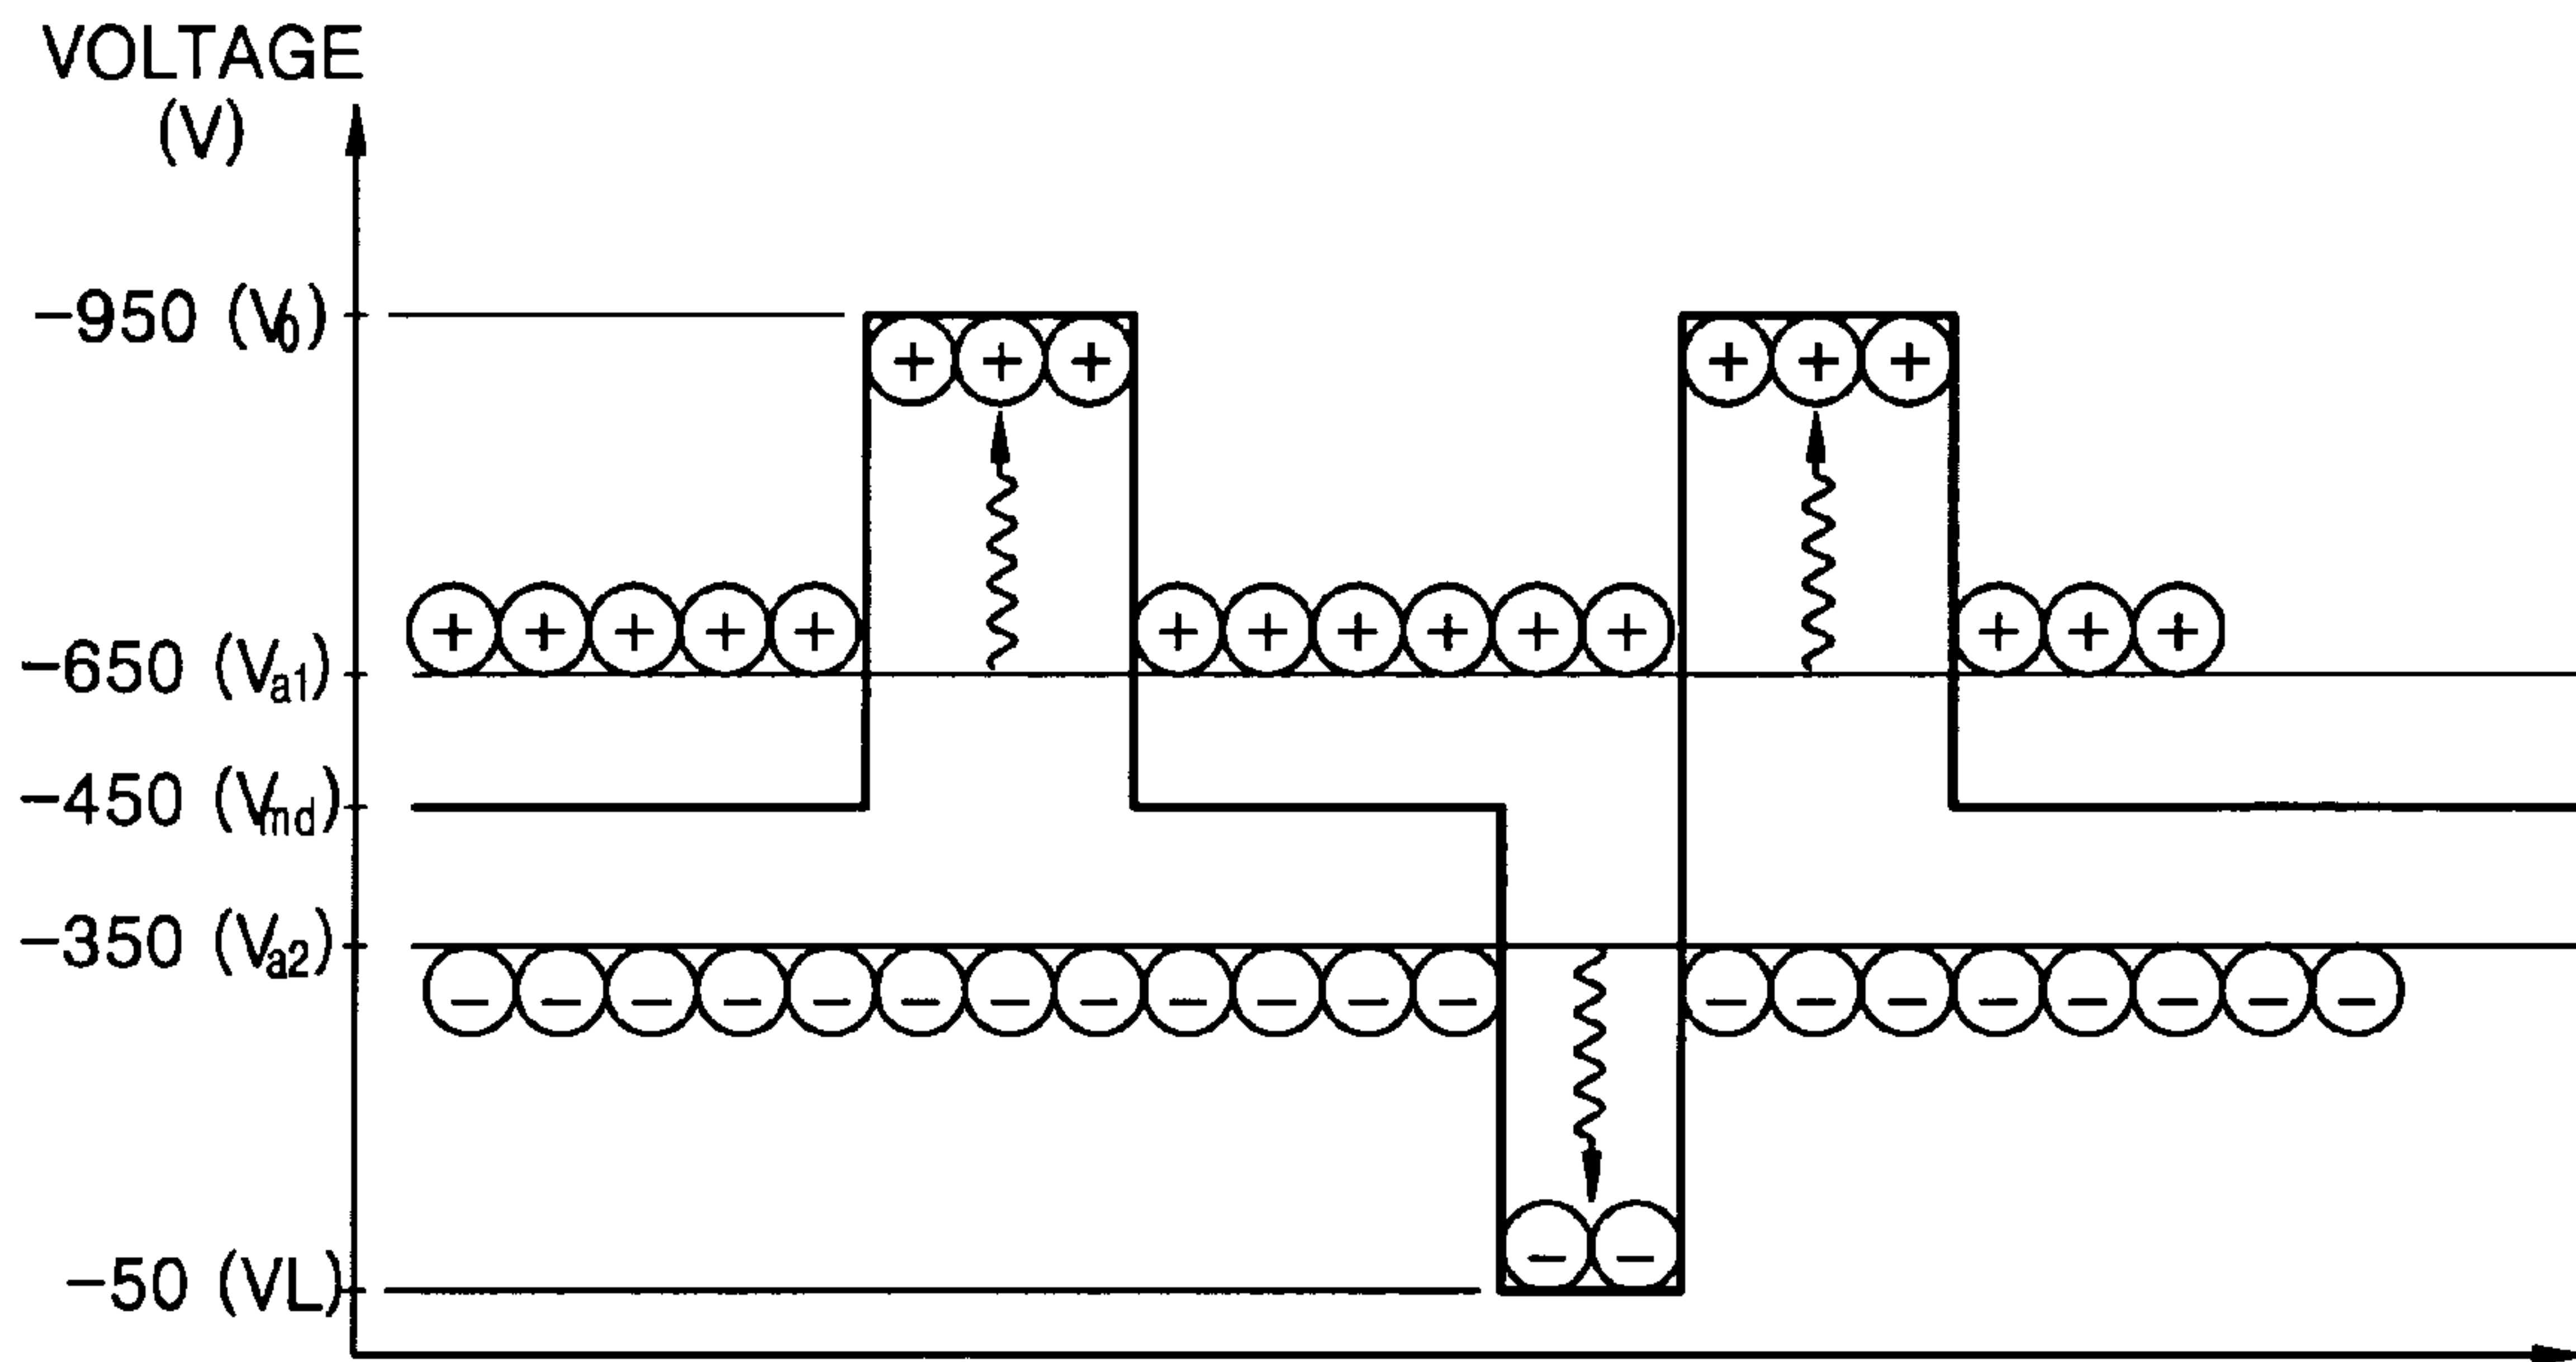 VOLTAGE
(V)
−950 (V0)
+ + + + + +
+ + + + + + + + + + + + + +
−650 (Va1)
−450 (Vmd)
−350 (Va2)
− − − − − − − − − − − − − − − − − − − −
− −
−50 (VL)